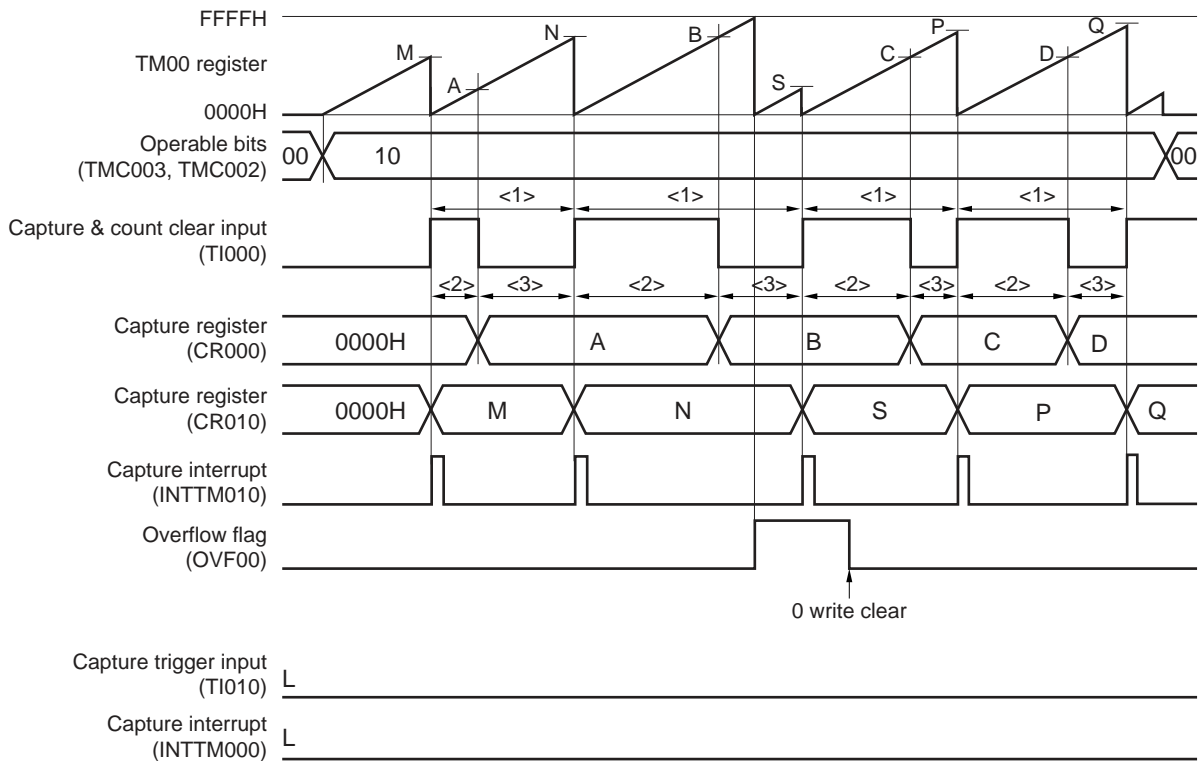 FFFFH
TM00 register
0000H
M
A
N
B
S
C
P
D
Q
Operable bits
(TMC003, TMC002)
00
10
00
<1>
<1>
<1>
<1>
Capture & count clear input
(TI000)
<2>
<3>
<2>
<3>
<2>
<3>
<2>
<3>
Capture register
(CR000)
0000H
A
B
C
D
Capture register
(CR010)
0000H
M
N
S
P
Q
Capture interrupt
(INTTM010)
Overflow flag
(OVF00)
0 write clear
Capture trigger input
(TI010)
L
Capture interrupt
(INTTM000)
L